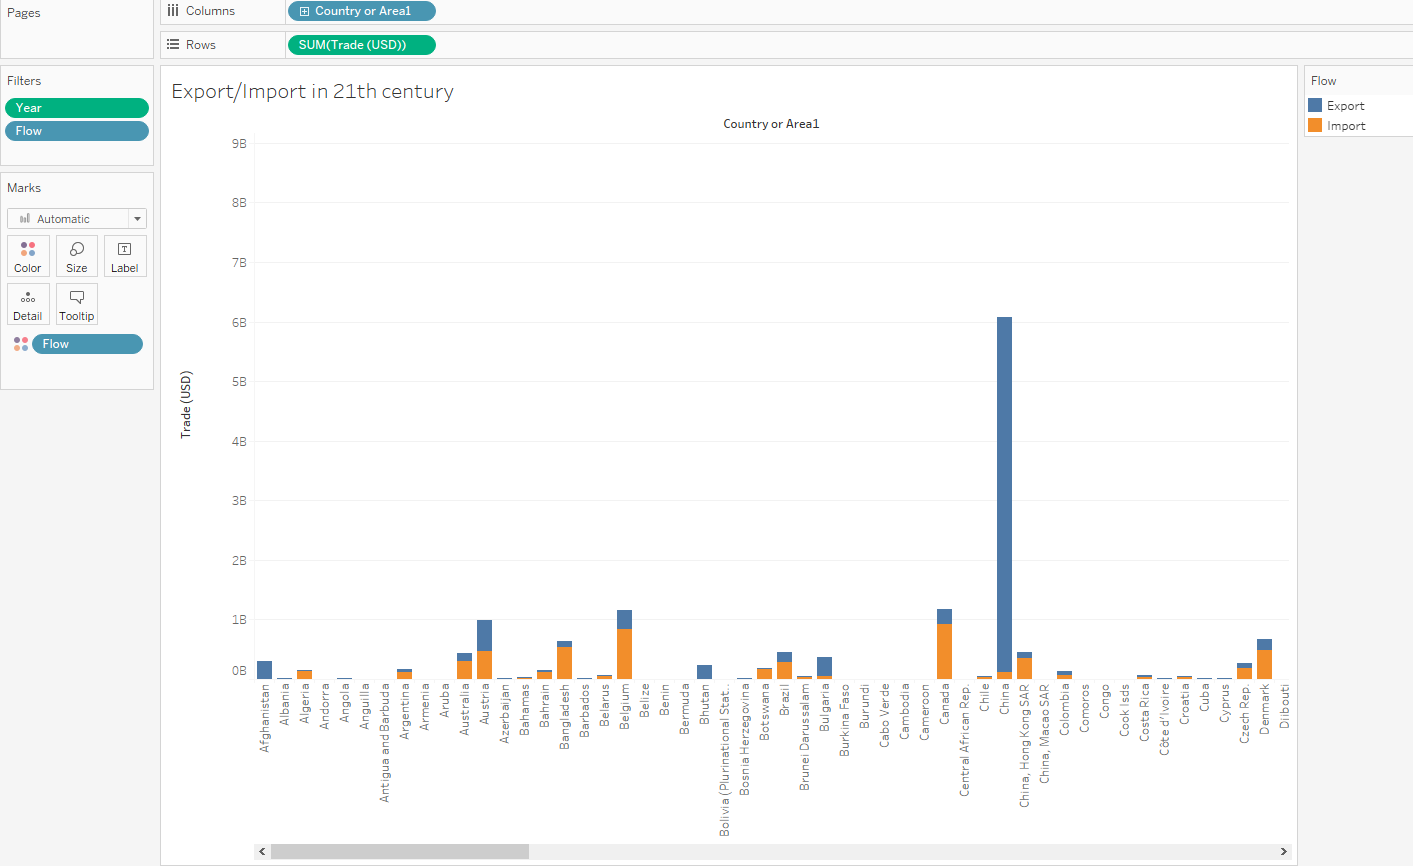 Pages
Columns
Country or Area1
Rows
SUM(Trade (USD))
Filters
Year
Flow
Marks
Automatic
Color
Size
Label
Detail
Tooltip
Flow
Export/Import in 21th century
Country or Area1
9B
8B
7B
6B
5B
4B
3B
2B
1B
0B
Trade (USD)
Afghanistan
Albania
Algeria
Andorra
Angola
Anguilla
Antigua and Barbuda
Argentina
Armenia
Aruba
Australia
Austria
Azerbaijan
Bahamas
Bahrain
Bangladesh
Barbados
Belarus
Belgium
Belize
Benin
Bermuda
Bhutan
Bolivia (Plurinational Stat..
Bosnia Herzegovina
Botswana
Brazil
Brunei Darussalam
Bulgaria
Burkina Faso
Burundi
Cabo Verde
Cambodia
Cameroon
Canada
Central African Rep.
Chile
China
China, Hong Kong SAR
China, Macao SAR
Colombia
Comoros
Congo
Cook Isds
Costa Rica
Côte d'Ivoire
Croatia
Cuba
Cyprus
Czech Rep.
Denmark
Djibouti
Flow
Export
Import